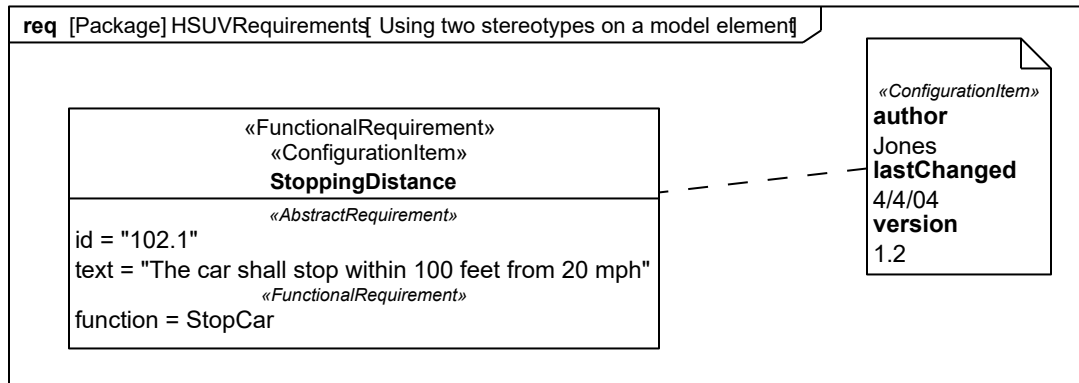 req [Package] HSUVRequirements[ Using two stereotypes on a model element]
«FunctionalRequirement»
«ConfigurationItem»
StoppingDistance
«AbstractRequirement»
id = "102.1"
text = "The car shall stop within 100 feet from 20 mph"
«FunctionalRequirement»
function = StopCar
«ConfigurationItem»
author
Jones
lastChanged
4/4/04
version
1.2